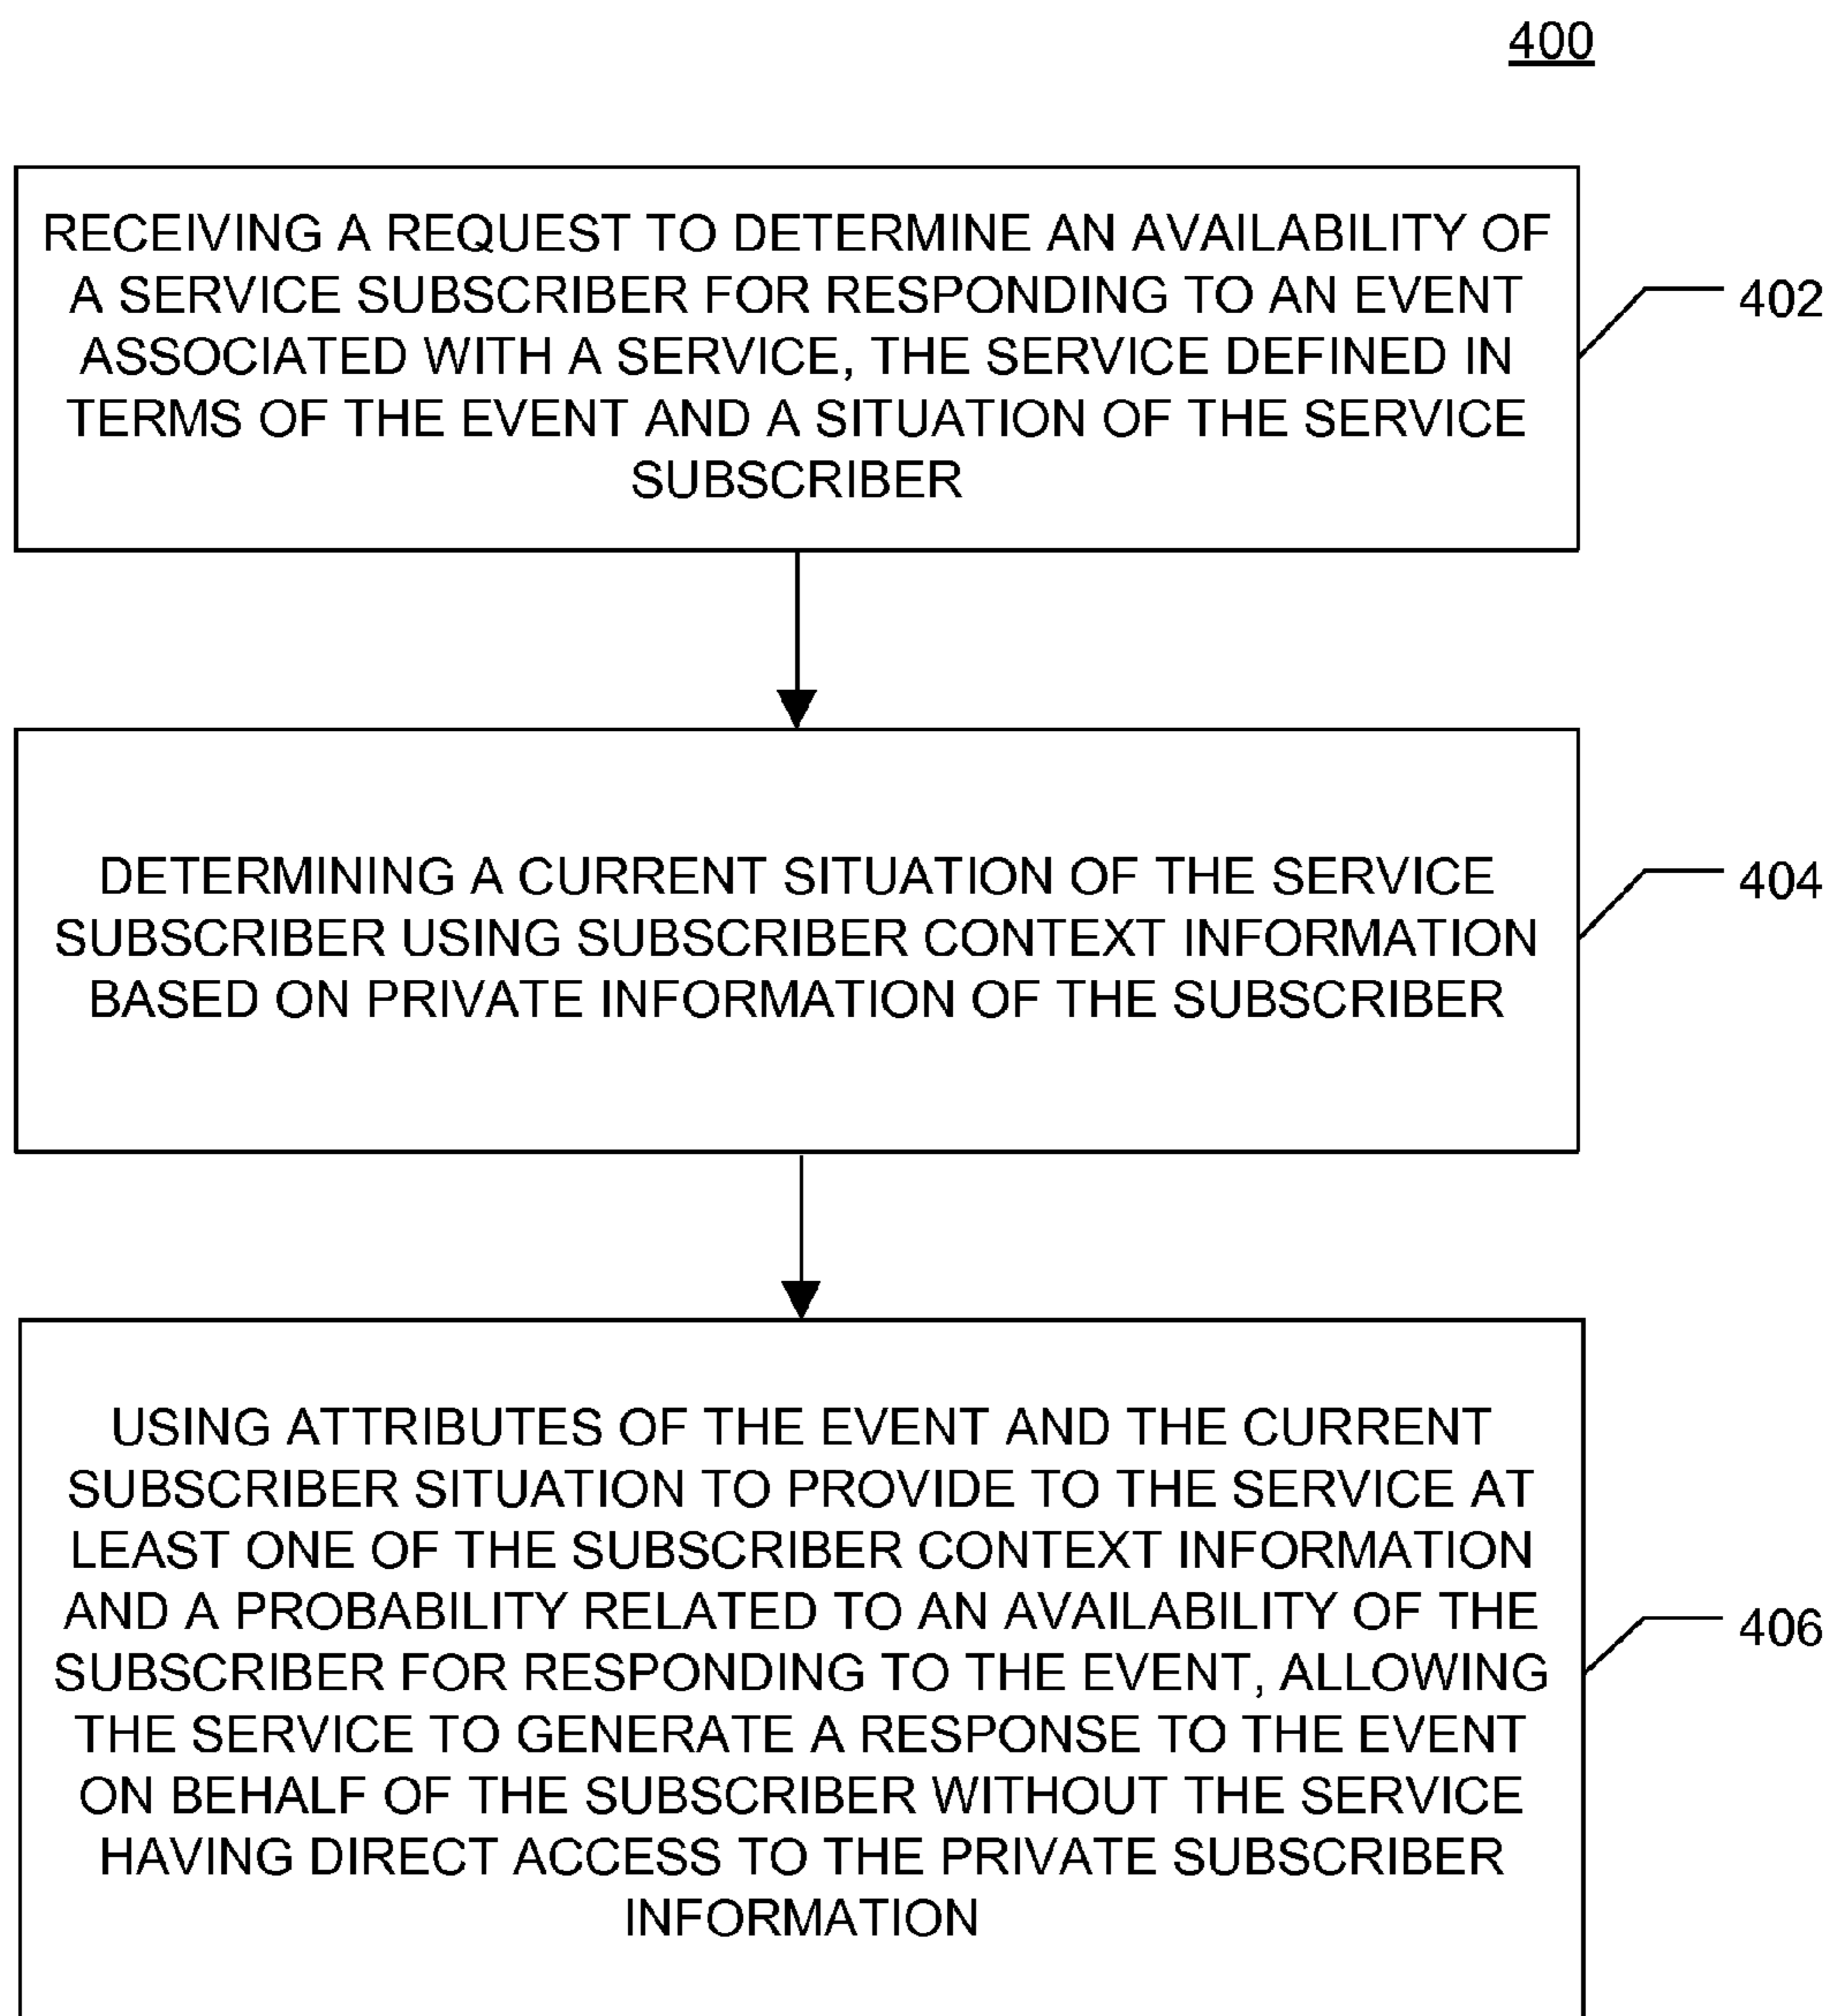 400
RECEIVING A REQUEST TO DETERMINE AN AVAILABILITY OF
A SERVICE SUBSCRIBER FOR RESPONDING TO AN EVENT
ASSOCIATED WITH A SERVICE, THE SERVICE DEFINED IN
TERMS OF THE EVENT AND A SITUATION OF THE SERVICE
SUBSCRIBER
402
DETERMINING A CURRENT SITUATION OF THE SERVICE
SUBSCRIBER USING SUBSCRIBER CONTEXT INFORMATION
BASED ON PRIVATE INFORMATION OF THE SUBSCRIBER
404
USING ATTRIBUTES OF THE EVENT AND THE CURRENT
SUBSCRIBER SITUATION TO PROVIDE TO THE SERVICE AT
LEAST ONE OF THE SUBSCRIBER CONTEXT INFORMATION
AND A PROBABILITY RELATED TO AN AVAILABILITY OF THE
SUBSCRIBER FOR RESPONDING TO THE EVENT, ALLOWING
THE SERVICE TO GENERATE A RESPONSE TO THE EVENT
ON BEHALF OF THE SUBSCRIBER WITHOUT THE SERVICE
HAVING DIRECT ACCESS TO THE PRIVATE SUBSCRIBER
INFORMATION
406